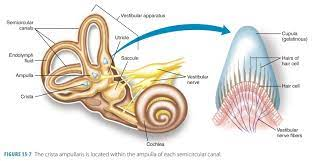 Semicircular
canals
Vestibular apparatus
Utricle
Endolymph
fluid
Saccule
Ampulla
Vestibular
nerve
Crista
Cochlea
Cupula
(gelatinous)
Hairs of
hair cell
Hair cell
Vestibular
nerve fibers
FIGURE 15-7 The crista ampullaris is located within the ampulla of each semicircular canal.